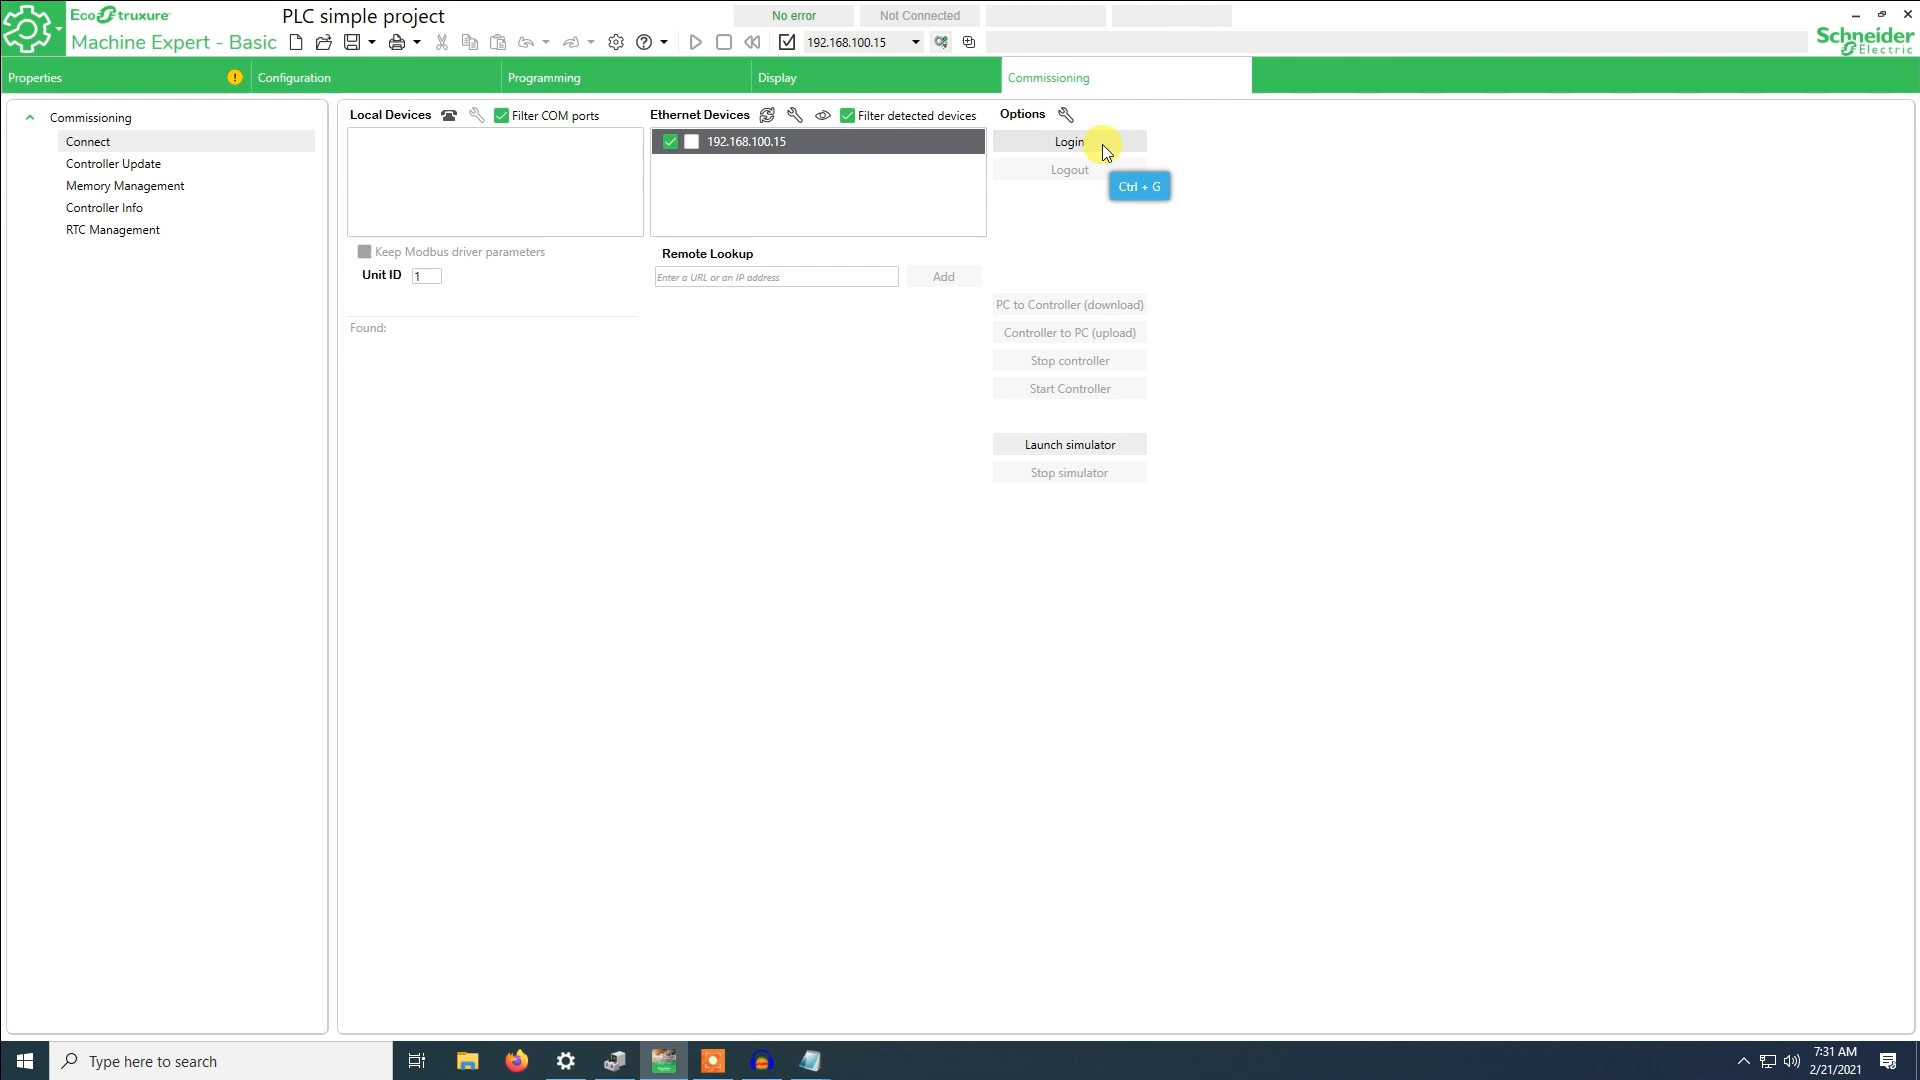 EcoStruxure
Machine Expert - Basic
PLC simple project
No error
Not Connected
192.168.100.15
Schneider
Electric
Properties
Configuration
Programming
Display
Commissioning
Commissioning
Connect
Controller Update
Memory Management
Controller Info
RTC Management
Local Devices
Filter COM ports
Keep Modbus driver parameters
Unit ID
1
Found:
Ethernet Devices
Filter detected devices
192.168.100.15
Remote Lookup
Enter a URL or an IP address
Add
Options
Login
Logout
Ctrl + G
PC to Controller (download)
Controller to PC (upload)
Stop controller
Start Controller
Launch simulator
Stop simulator
Type here to search
7:31 AM
2/21/2021